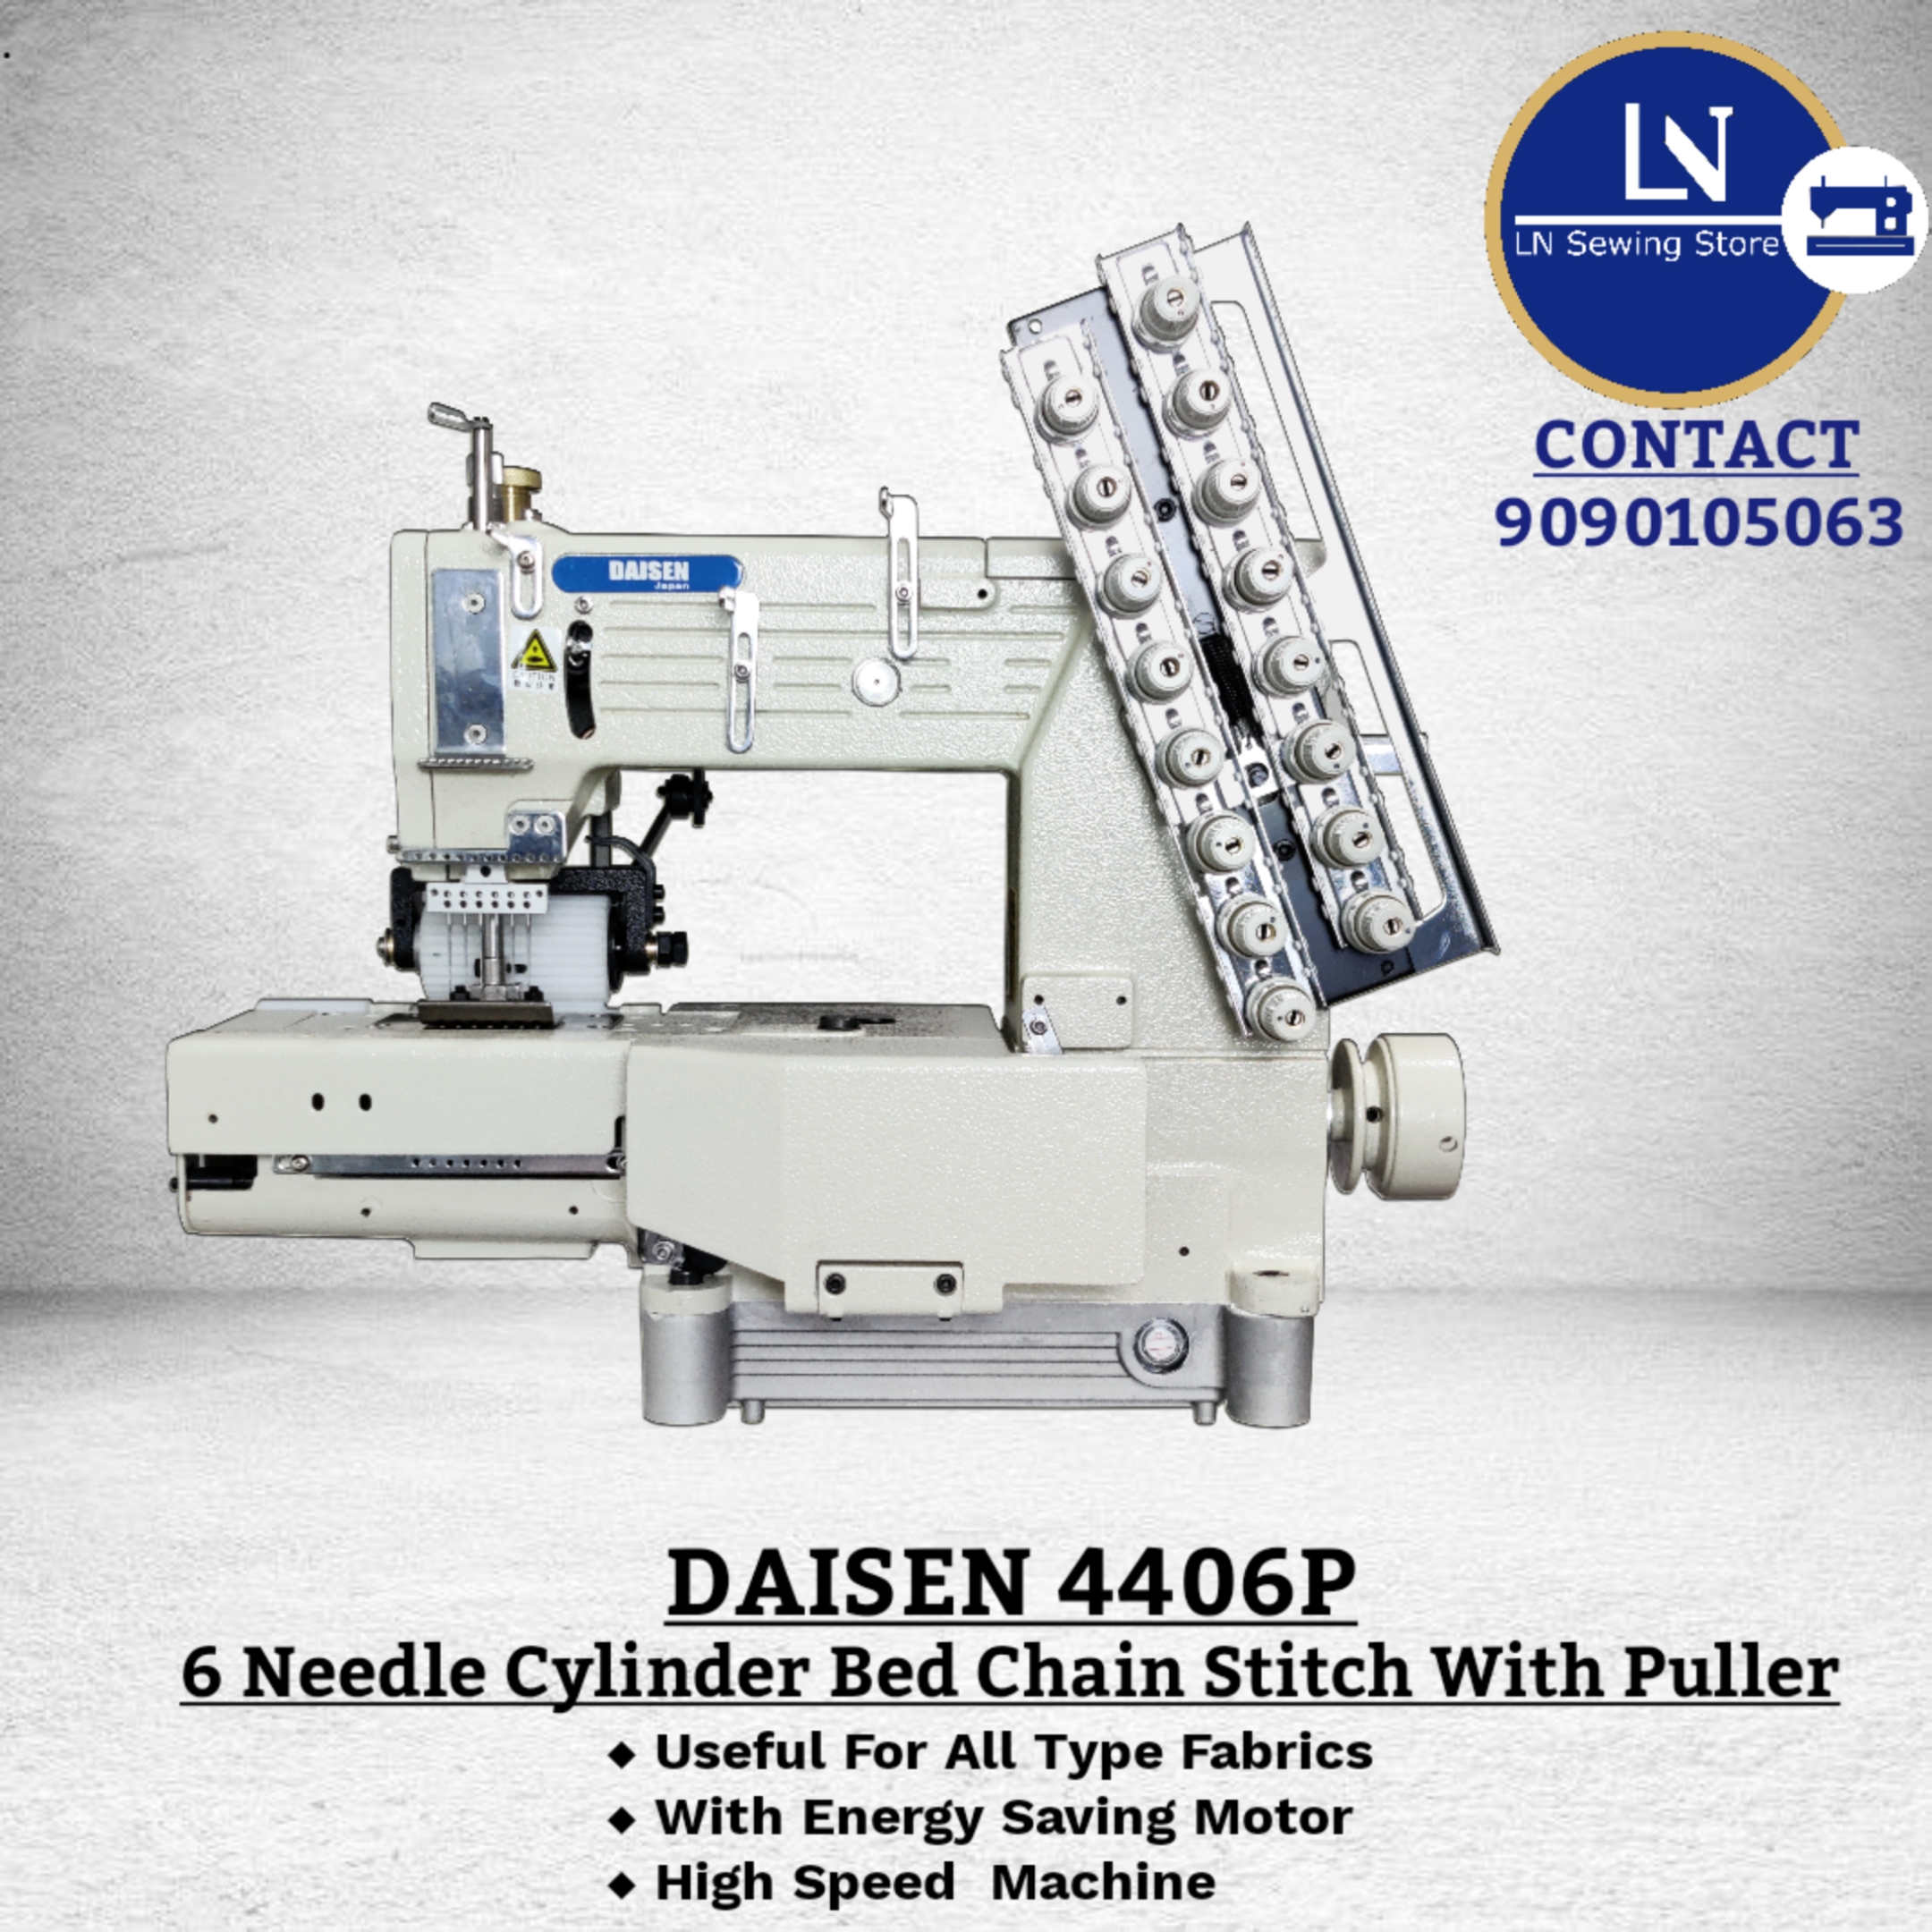 LN
LN Sewing Store
CONTACT
9090105063
DAISEN
Japan
CAUTION
DAISEN 4406P
6 Needle Cylinder Bed Chain Stitch With Puller
◆ Useful For All Type Fabrics
◆ With Energy Saving Motor
◆ High Speed Machine